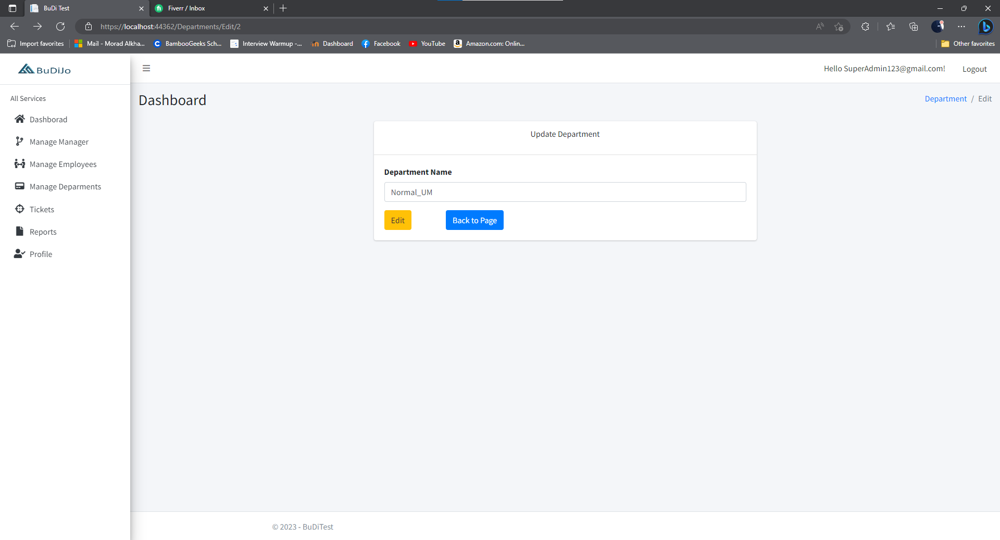 BuDi Test
Fiverr / Inbox
https://localhost:44362/Departments/Edit/2
Import favorites
Mail - Morad Alkha...
BambooGeeks Sch...
Interview Warmup -...
Dashboard
Facebook
YouTube
Amazon.com: Onlin...
Other favorites
BuDiJo
Hello SuperAdmin123@gmail.com!
Logout
All Services
Dashborad
Manage Manager
Manage Employees
Manage Deparments
Tickets
Reports
Profile
Dashboard
Department / Edit
Update Department
Department Name
Normal_UM
Edit
Back to Page
© 2023 - BuDiTest